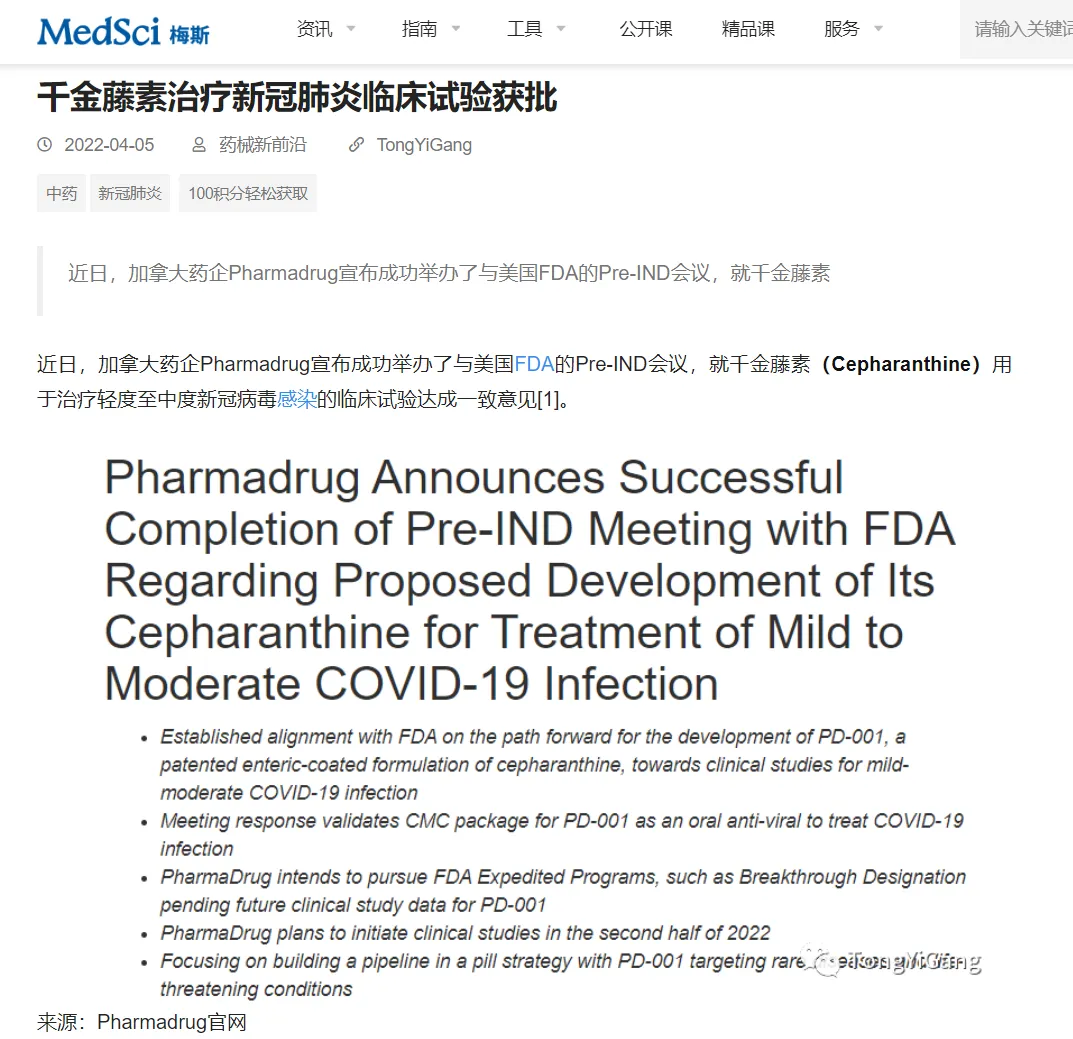 MedSci 梅斯 资讯 指南 工具 公开课 精品课 服务 请输入关键词
千金藤素治疗新冠肺炎临床试验获批
2022-04-05 药械新前沿 TongYiGang
中药 新冠肺炎 100积分轻松获取
近日，加拿大药企Pharmadrug宣布成功举办了与美国FDA的Pre-IND会议，就千金藤素
近日，加拿大药企Pharmadrug宣布成功举办了与美国FDA的Pre-IND会议，就千金藤素（Cepharanthine）用
于治疗轻度至中度新冠病毒感染的临床试验达成一致意见[1]。
Pharmadrug Announces Successful
Completion of Pre-IND Meeting with FDA
Regarding Proposed Development of Its
Cepharanthine for Treatment of Mild to
Moderate COVID-19 Infection
• Established alignment with FDA on the path forward for the development of PD-001, a
patented enteric-coated formulation of cepharanthine, towards clinical studies for mild-
moderate COVID-19 infection
• Meeting response validates CMC package for PD-001 as an oral anti-viral to treat COVID-19
infection
• PharmaDrug intends to pursue FDA Expedited Programs, such as Breakthrough Designation
pending future clinical study data for PD-001
• PharmaDrug plans to initiate clinical studies in the second half of 2022
• Focusing on building a pipeline in a pill strategy with PD-001 targeting
threatening conditions
TongYiGang
来源：Pharmadrug官网